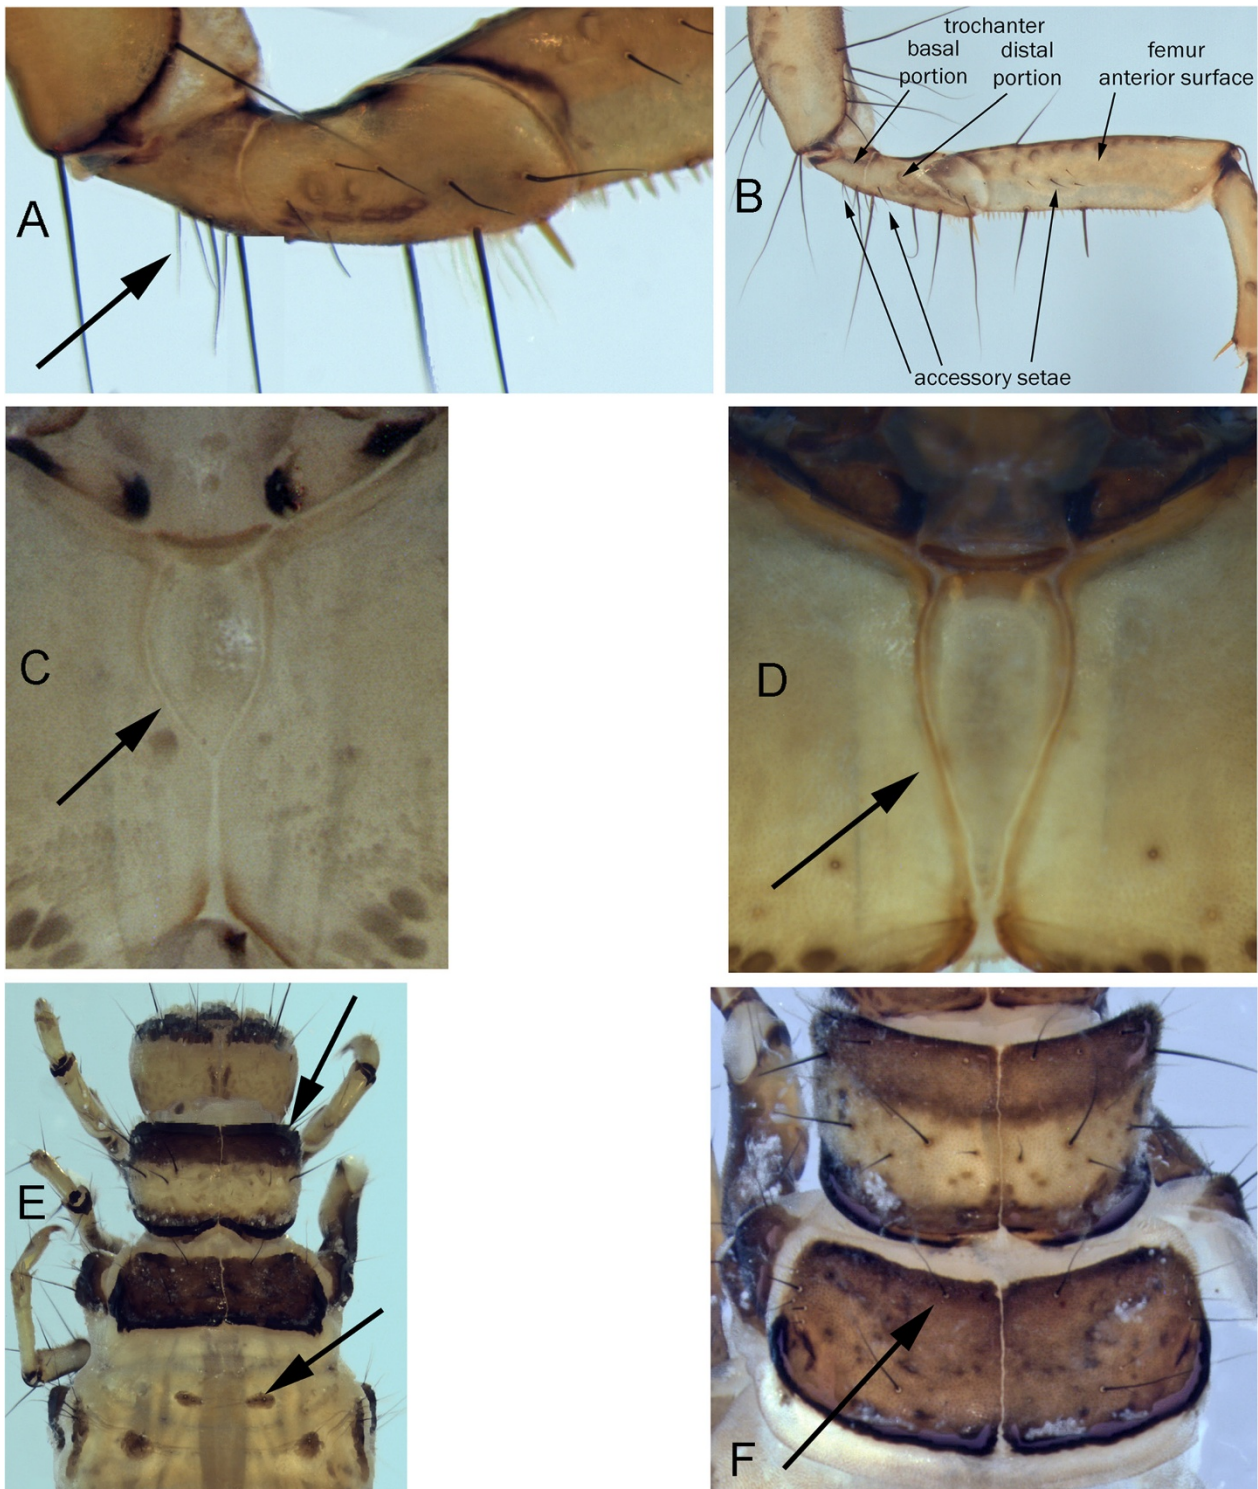 A
trochanter
basal
portion
distal
portion
femur
anterior surface
B
accessory setae
C
D
E
F